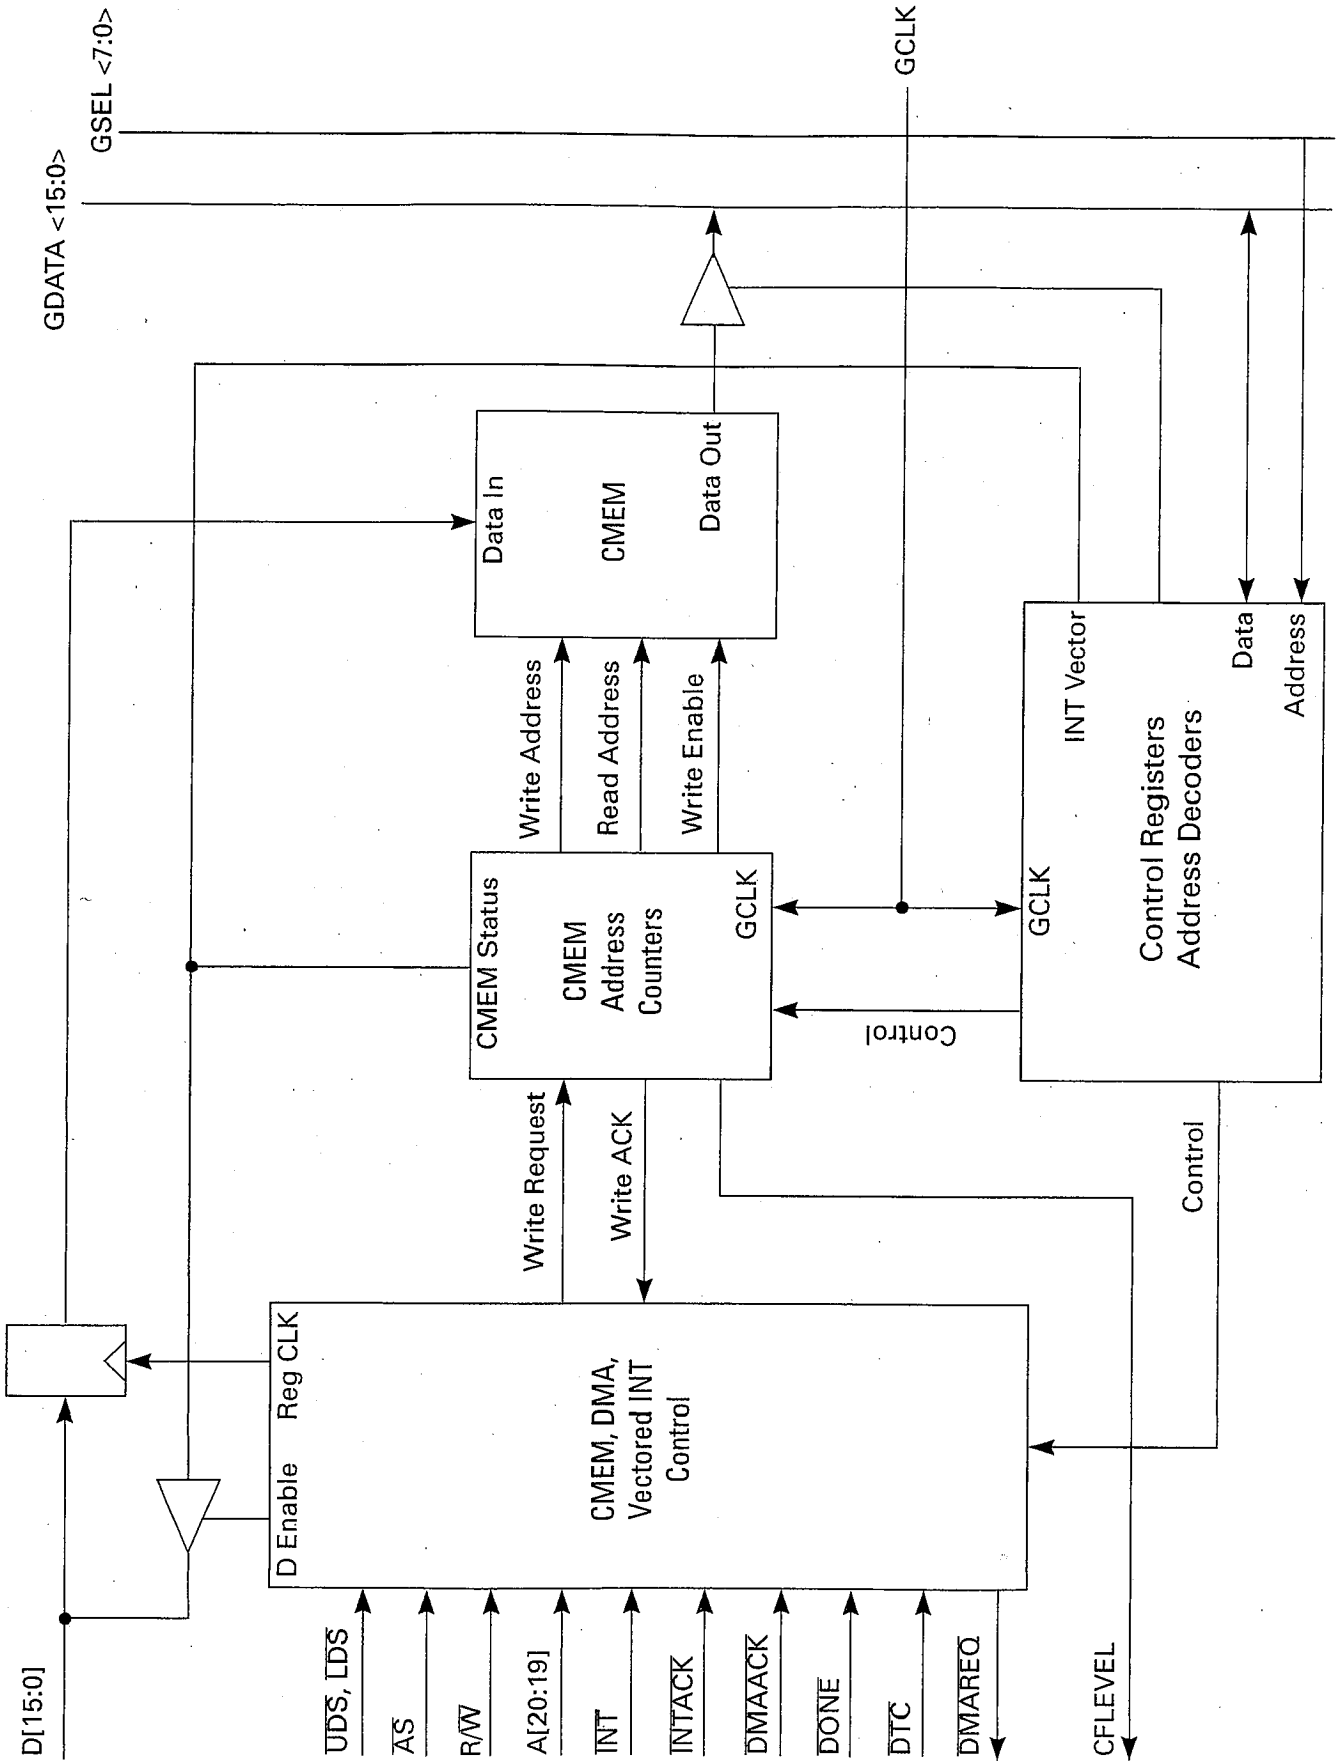 D[15:0]
UDS, LDS
AS
R/W
A[20:19]
INT
INTACK
DMAACK
DONE
DTC
DMAREQ
CFLEVEL
D Enable
Reg CLK
CMEM, DMA,
Vectored INT
Control
Write Request
Write ACK
Control
CMEM Status
CMEM
Address
Counters
GCLK
Control
GCLK
Control Registers
Address Decoders
INT Vector
Data
Address
Write Address
Read Address
Write Enable
Data In
CMEM
Data Out
GDATA <15:0>
GSEL <7:0>
GCLK